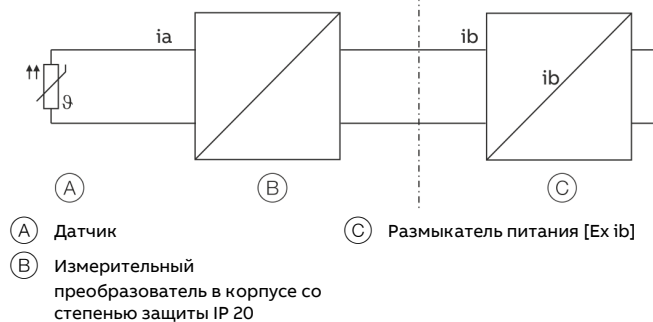 ia
ib
ib
ϑ
A
B
C
A Датчик
C Размыкатель питания [Ex ib]
B Измерительный
преобразователь в корпусе со
степенью защиты IP 20